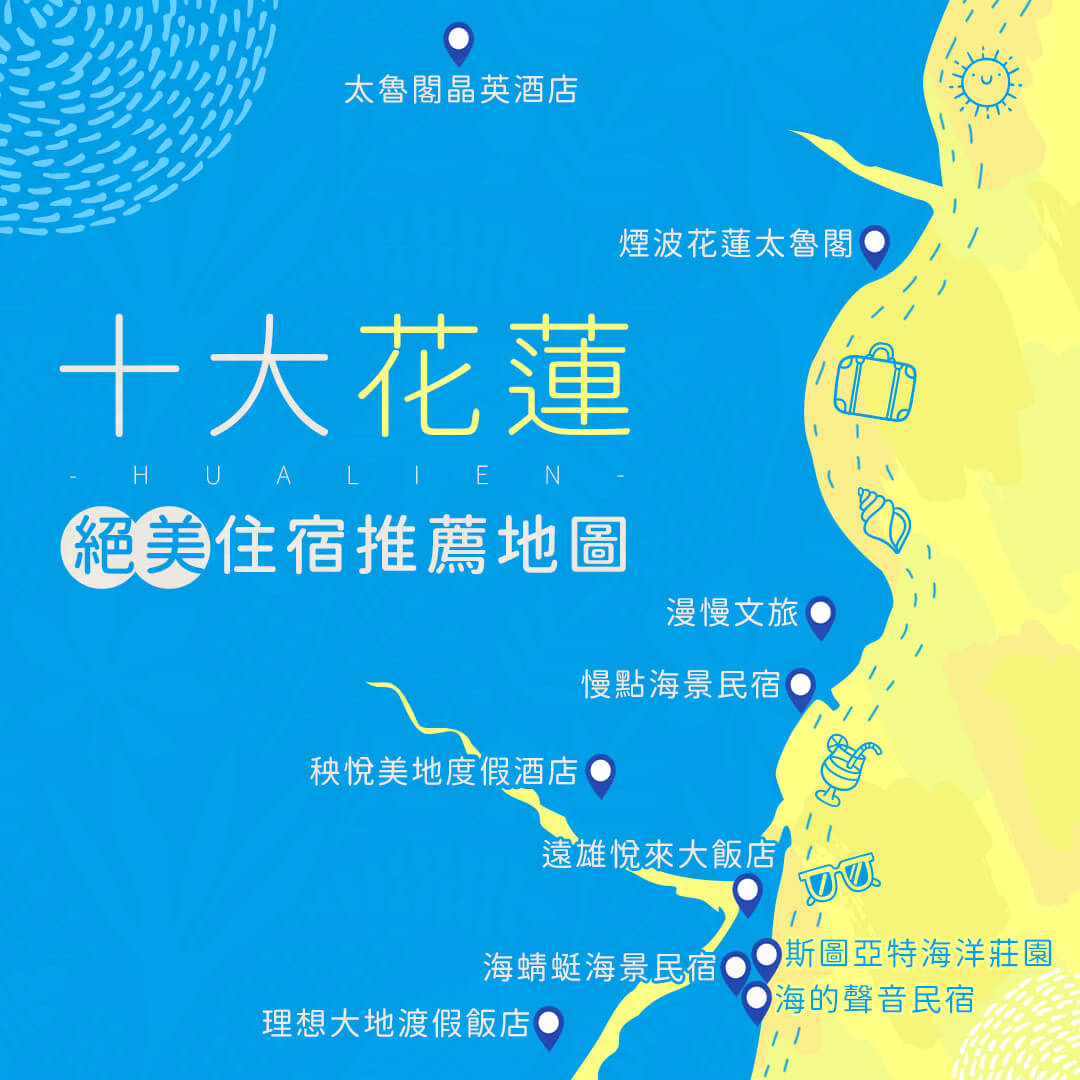 太魯閣晶英酒店
煙波花蓮太魯閣
十大花蓮
- HUALIEN -
絕美住宿推薦地圖
漫慢文旅
慢點海景民宿
秧悅美地度假酒店
遠雄悅來大飯店
斯圖亞特海洋莊園
海蜻蜓海景民宿
海的聲音民宿
理想大地渡假飯店